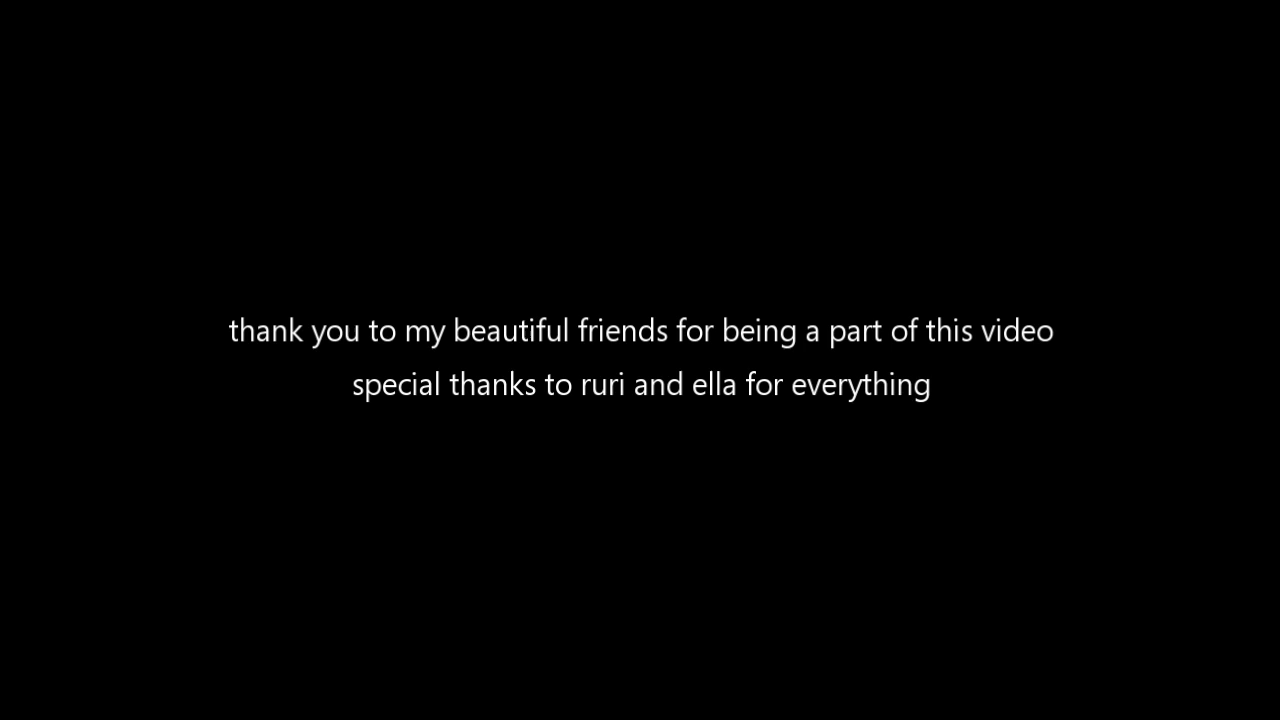 thank you to my beautiful friends for being a part of this video
special thanks to ruri and ella for everything